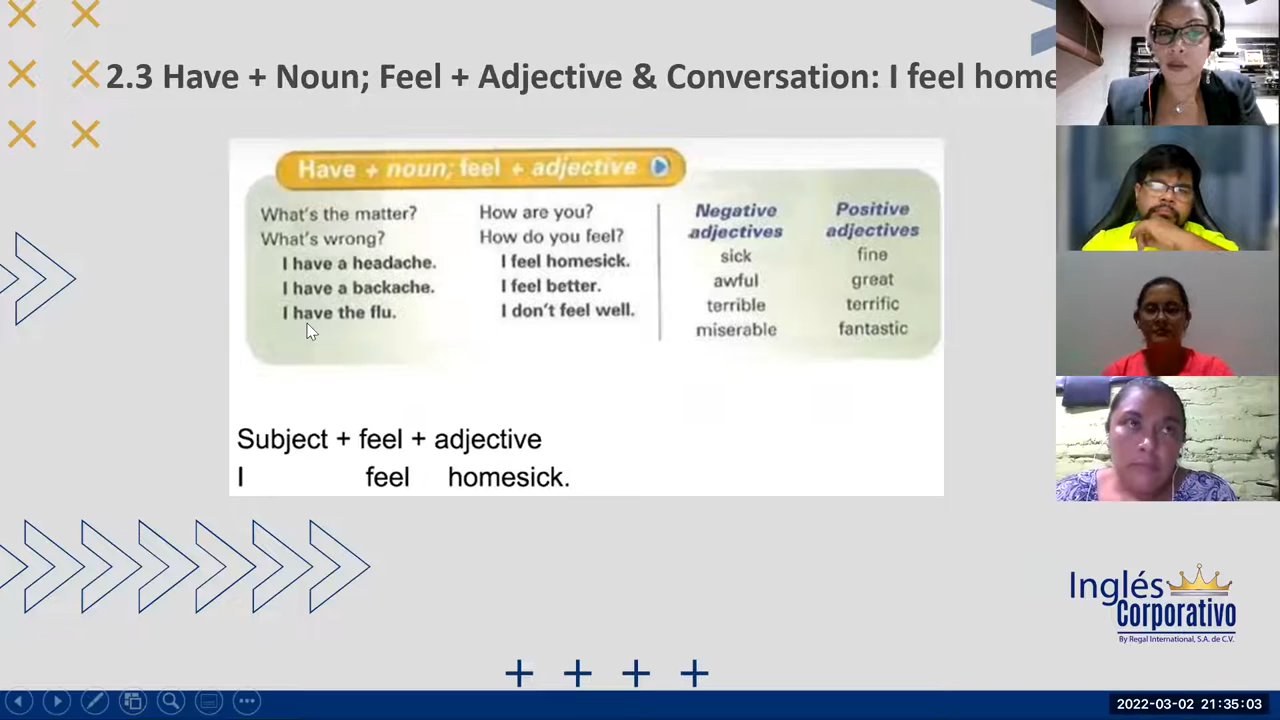 2.3 Have + Noun; Feel + Adjective & Conversation: I feel home
Have + noun; feel + adjective
What's the matter?
What's wrong?
I have a headache.
I have a backache.
I have the flu.
How are you?
How do you feel?
I feel homesick.
I feel better.
I don't feel well.
Negative adjectives
sick
awful
terrible
miserable
Positive adjectives
fine
great
terrific
fantastic
Subject + feel + adjective
I feel homesick.
Inglés
Corporativo
By Regal International, S.A. de C.V.
2022-03-02 21:35:03